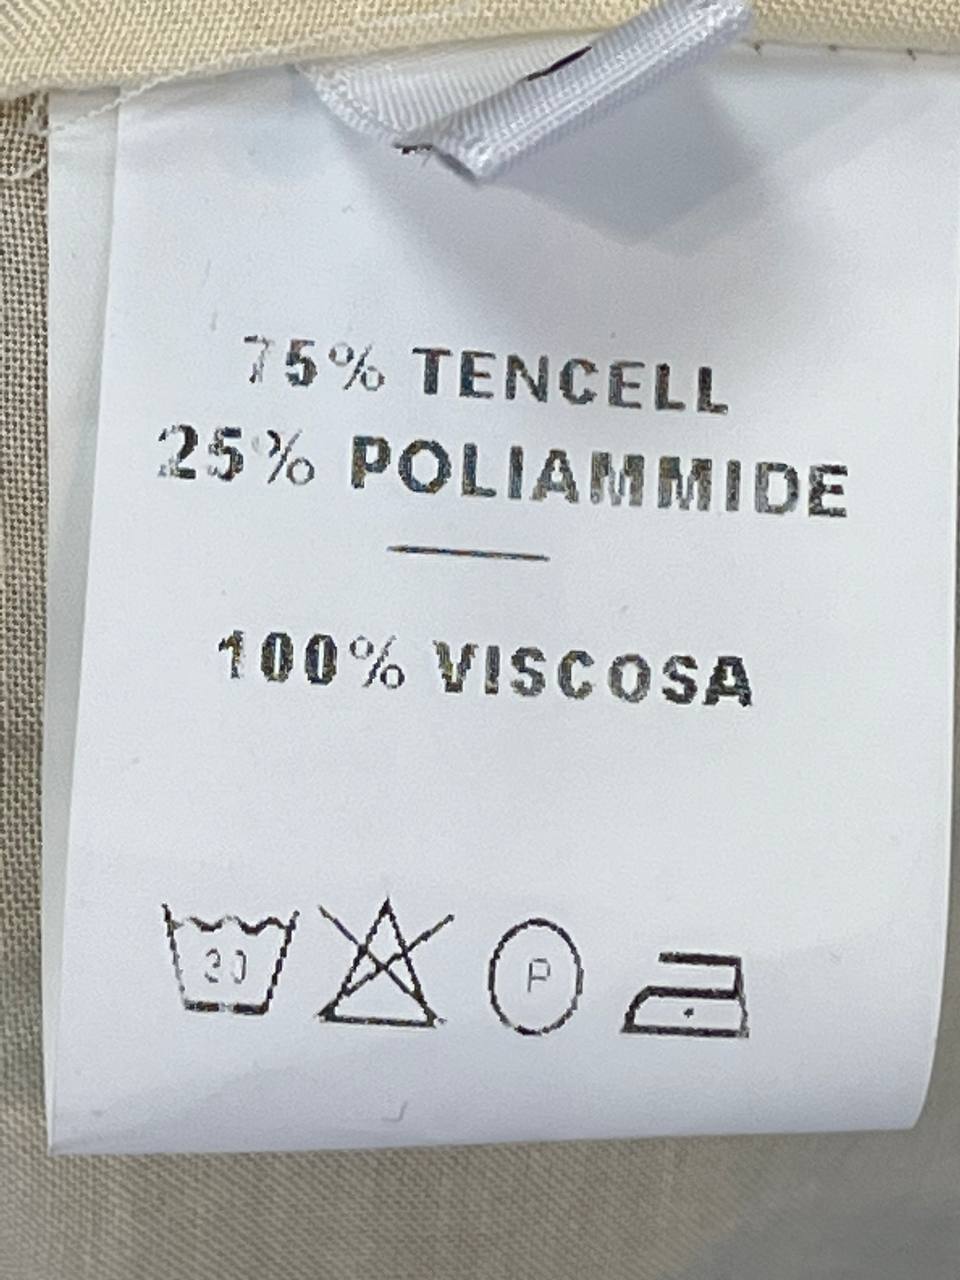 75% TENCELL
25% POLIAMMIDE
100% VISCOSA
30 P